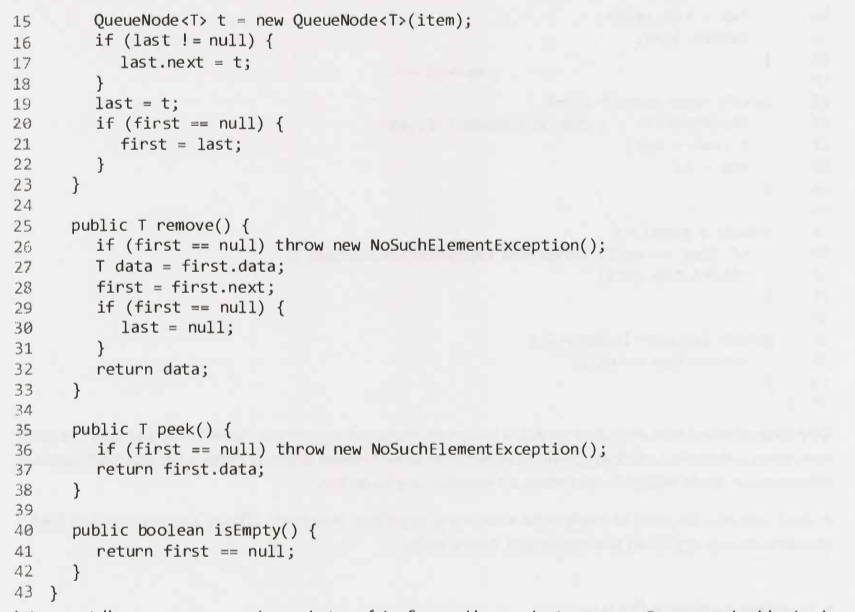 15 QueueNode<T> t = new QueueNode<T>(item);
16 if (last != null) {
17 last.next = t;
18 }
19 last = t;
20 if (first == null) {
21 first = last;
22 }
23 }
24
25 public T remove() {
26 if (first == null) throw new NoSuchElementException();
27 T data = first.data;
28 first = first.next;
29 if (first == null) {
30 last = null;
31 }
32 return data;
33 }
34
35 public T peek() {
36 if (first == null) throw new NoSuchElementException();
37 return first.data;
38 }
39
40 public boolean isEmpty() {
41 return first == null;
42 }
43 }